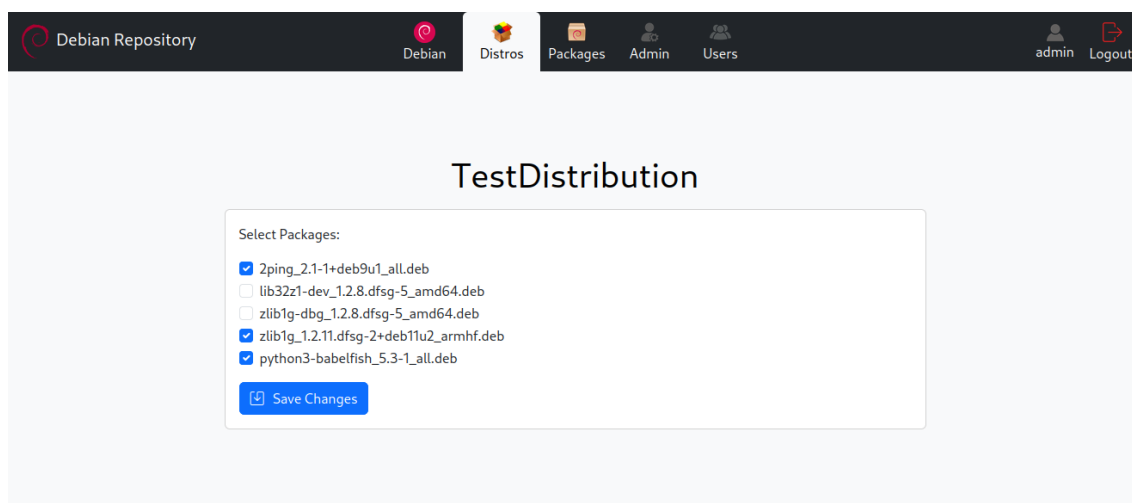 Debian Repository
Debian
Distros
Packages
Admin
Users
admin
Logout
TestDistribution
Select Packages:
2ping_2.1-1+deb9u1_all.deb
lib32z1-dev_1.2.8.dfsg-5_amd64.deb
zlib1g-dbg_1.2.8.dfsg-5_amd64.deb
zlib1g_1.2.11.dfsg-2+deb11u2_armhf.deb
python3-babelfish_5.3-1_all.deb
Save Changes